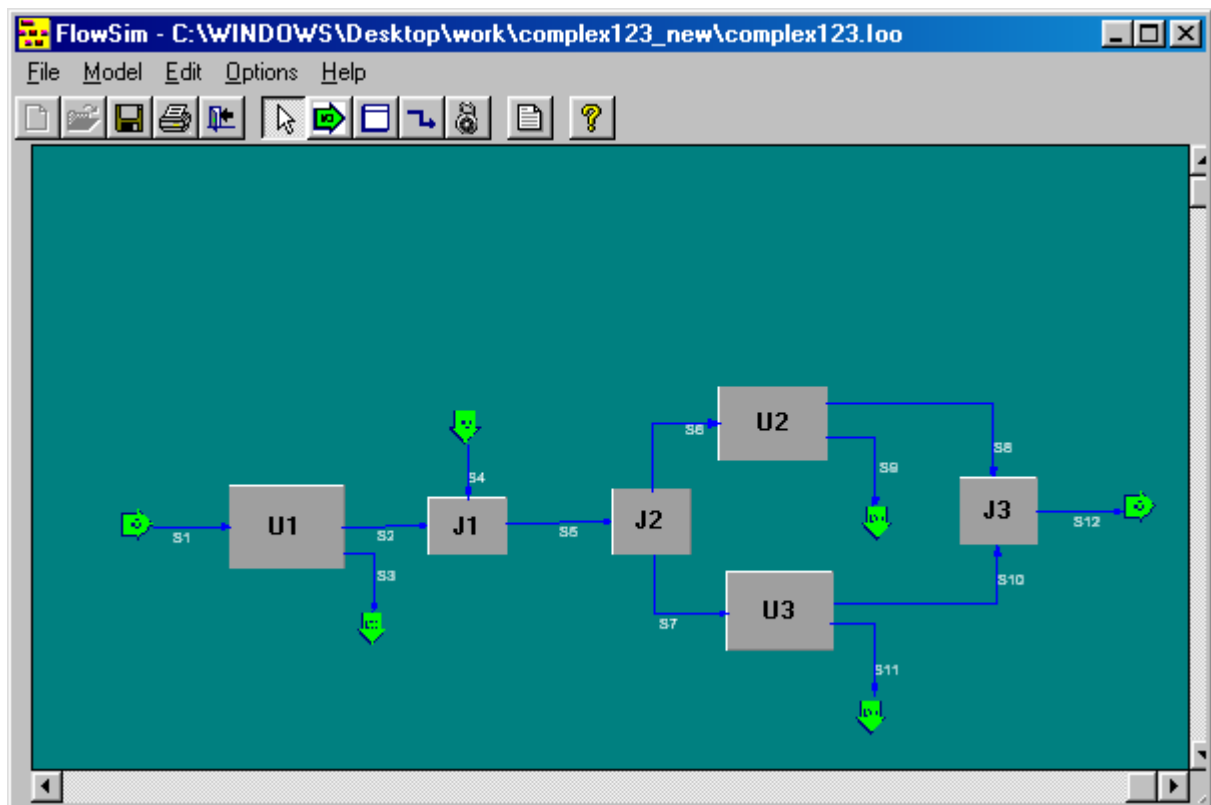 FlowSim - C:\WINDOWS\Desktop\work\complex123_new\complex123.loo
File Model Edit Options Help
U2
S6
S8
S9
S4
U1
J1
J2
J3
S1
S2
S5
S12
S3
S10
U3
S7
S11